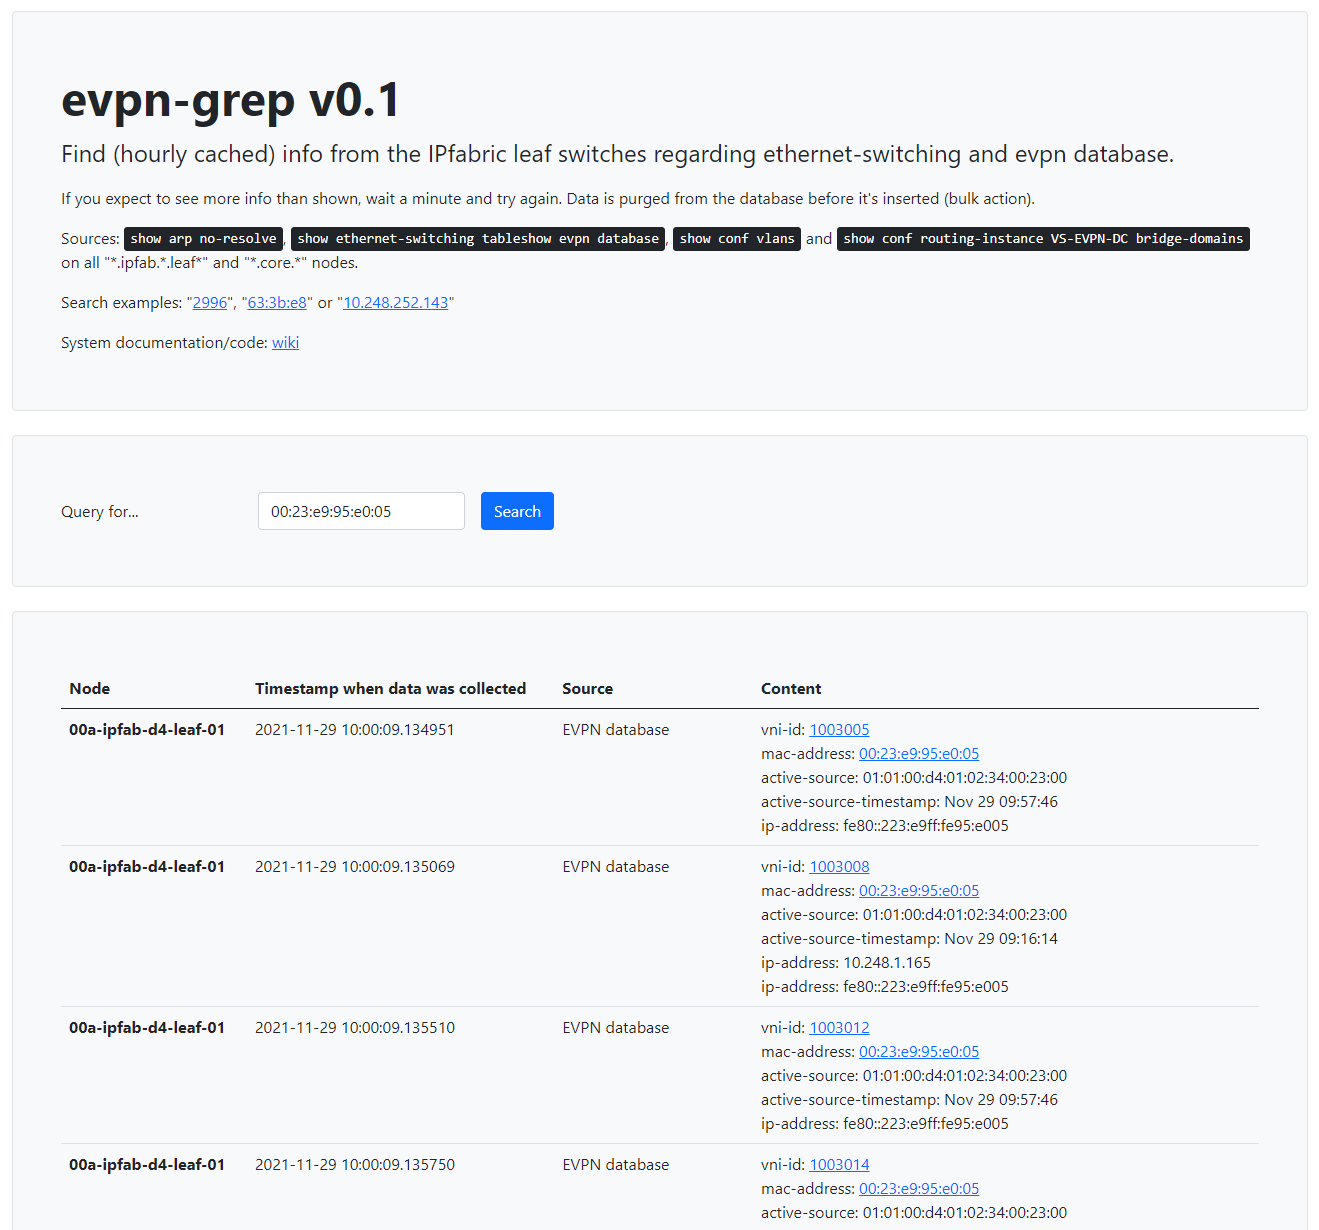 evpn-grep v0.1
Find (hourly cached) info from the IPfabric leaf switches regarding ethernet-switching and evpn database.
If you expect to see more info than shown, wait a minute and try again. Data is purged from the database before it's inserted (bulk action).
Sources: show arp no-resolve, show ethernet-switching tableshow evpn database, show conf vlans and show conf routing-instance VS-EVPN-DC bridge-domains
on all "*.ipfab.*.leaf*" and "*.core.*" nodes.
Search examples: "2996", "63:3b:e8" or "10.248.252.143"
System documentation/code: wiki
Query for... 00:23:e9:95:e0:05 Search
Node Timestamp when data was collected Source Content
00a-ipfab-d4-leaf-01 2021-11-29 10:00:09.134951 EVPN database vni-id: 1003005
mac-address: 00:23:e9:95:e0:05
active-source: 01:01:00:d4:01:02:34:00:23:00
active-source-timestamp: Nov 29 09:57:46
ip-address: fe80::223:e9ff:fe95:e005
00a-ipfab-d4-leaf-01 2021-11-29 10:00:09.135069 EVPN database vni-id: 1003008
mac-address: 00:23:e9:95:e0:05
active-source: 01:01:00:d4:01:02:34:00:23:00
active-source-timestamp: Nov 29 09:16:14
ip-address: 10.248.1.165
ip-address: fe80::223:e9ff:fe95:e005
00a-ipfab-d4-leaf-01 2021-11-29 10:00:09.135510 EVPN database vni-id: 1003012
mac-address: 00:23:e9:95:e0:05
active-source: 01:01:00:d4:01:02:34:00:23:00
active-source-timestamp: Nov 29 09:57:46
ip-address: fe80::223:e9ff:fe95:e005
00a-ipfab-d4-leaf-01 2021-11-29 10:00:09.135750 EVPN database vni-id: 1003014
mac-address: 00:23:e9:95:e0:05
active-source: 01:01:00:d4:01:02:34:00:23:00